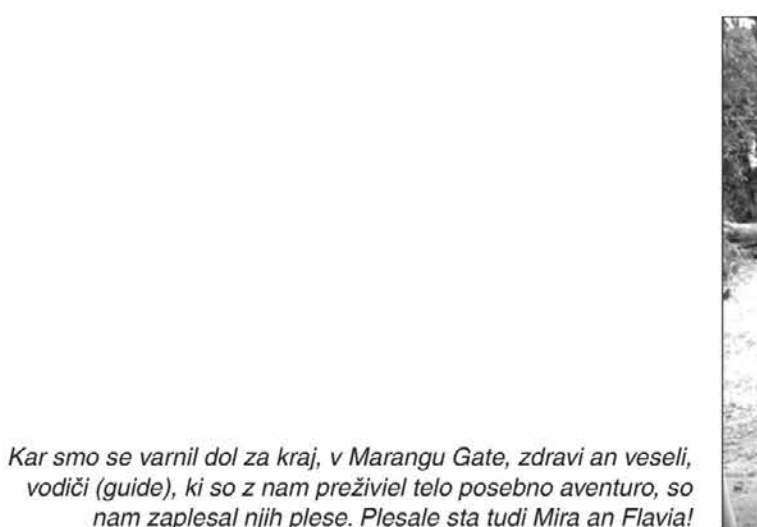 Kar smo se varnil dol za kraj, v Marangu Gate, zdravi an veseli,
vodiči (guide), ki so z nam preživiel telo posebno aventuro, so
nam zaplesal njih plese. Plesale sta tudi Mira an Flavia!